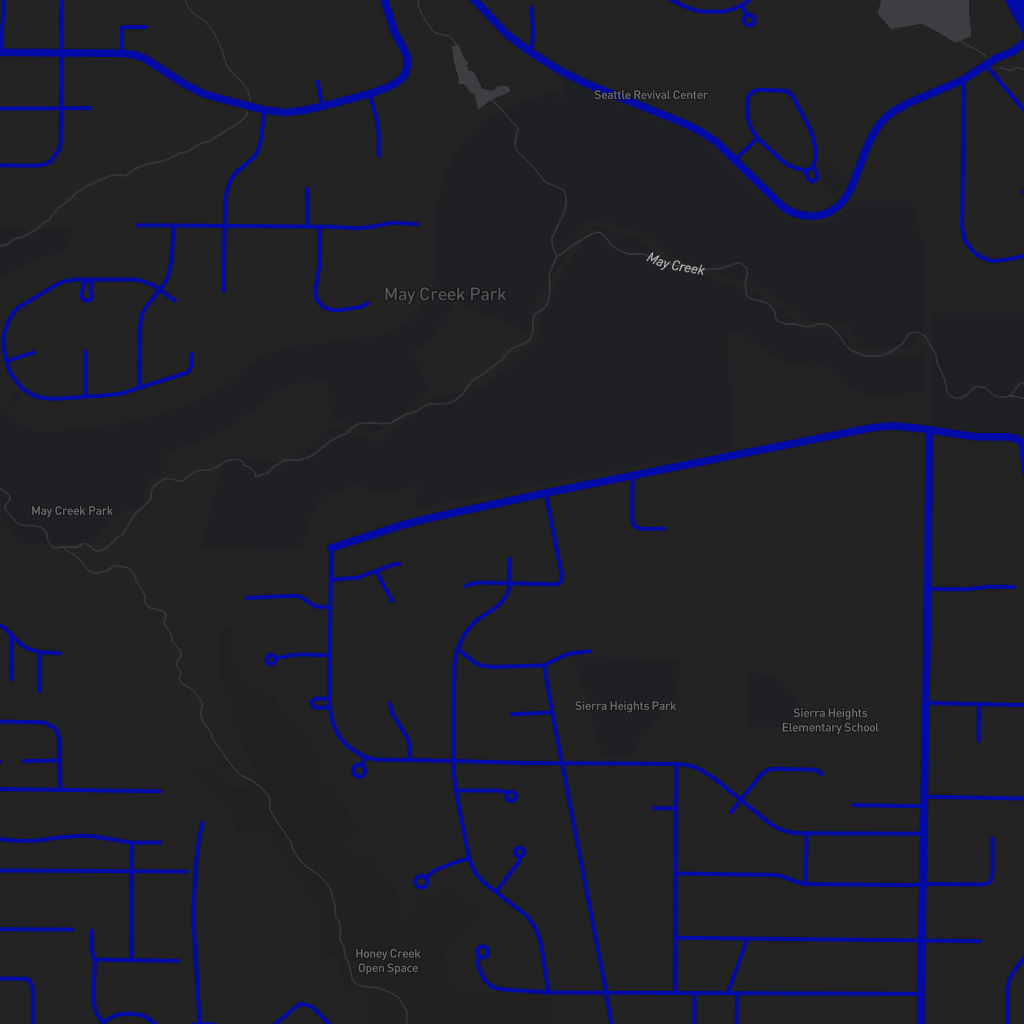 Seattle Revival Center
May Creek
May Creek Park
May Creek Park
Sierra Heights Park
Sierra Heights
Elementary School
Honey Creek
Open Space